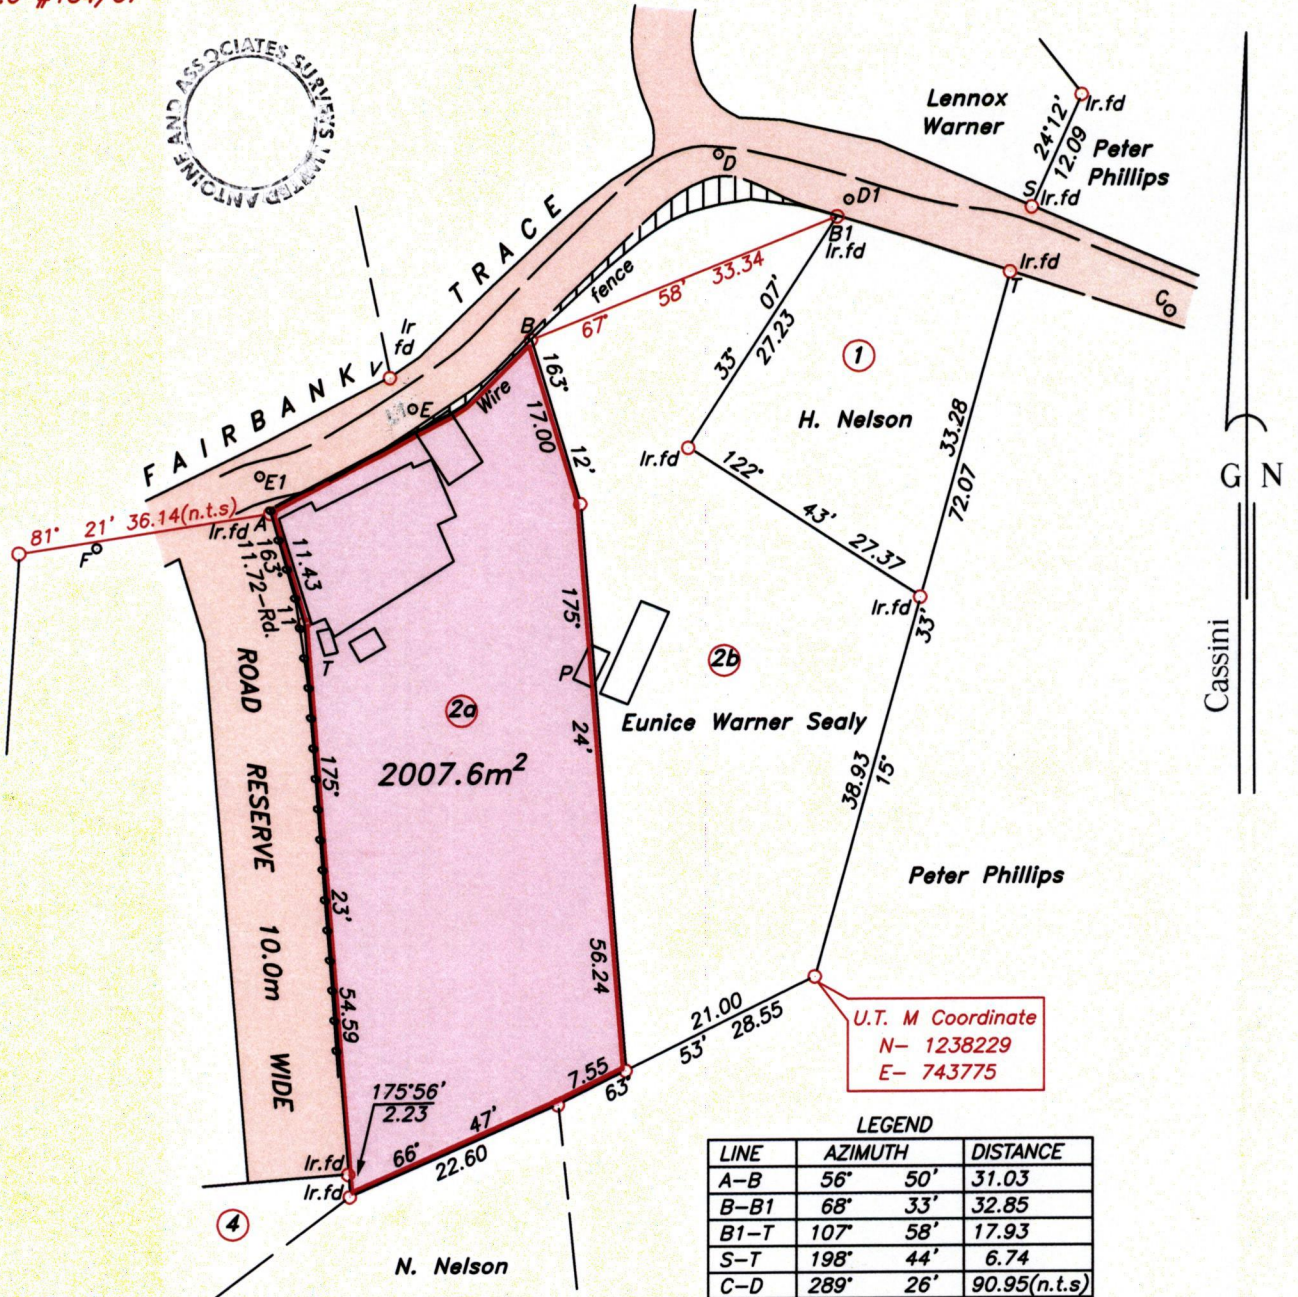 ANTOINE AND ASSOCIATES SURVEYS LIMITED
Lennox
Warner
Ir.fd
24°12'
12.09
Peter
Phillips
S
Ir.fd
D
D1
B1
Ir.fd
Ir.fd
T
C
FAIRBANK TRACE
Ir
fd
V
fence
67° 58' 33.34
B
Wire
E
E1
81° 21' 36.14(n.t.s)
F
A
Ir.fd
163° 11'
11.72-Rd.
11.43
163° 12'
17.00
33° 07'
27.23
1
H. Nelson
Ir.fd
122° 43'
27.37
33.28
72.07
Ir.fd
15° 33'
38.93
G N
Cassini
T
P
175° 24'
56.24
2b
Eunice Warner Sealy
2a
2007.6m²
175° 23'
54.59
ROAD RESERVE 10.0m WIDE
Peter Phillips
21.00
53' 28.55
63°
7.55
U.T. M Coordinate
N- 1238229
E- 743775
175°56'
2.23
66° 47'
22.60
Ir.fd
Ir.fd
4
N. Nelson
LEGEND
LINE AZIMUTH DISTANCE
A-B 56° 50' 31.03
B-B1 68° 33' 32.85
B1-T 107° 58' 17.93
S-T 198° 44' 6.74
C-D 289° 26' 90.95(n.t.s)